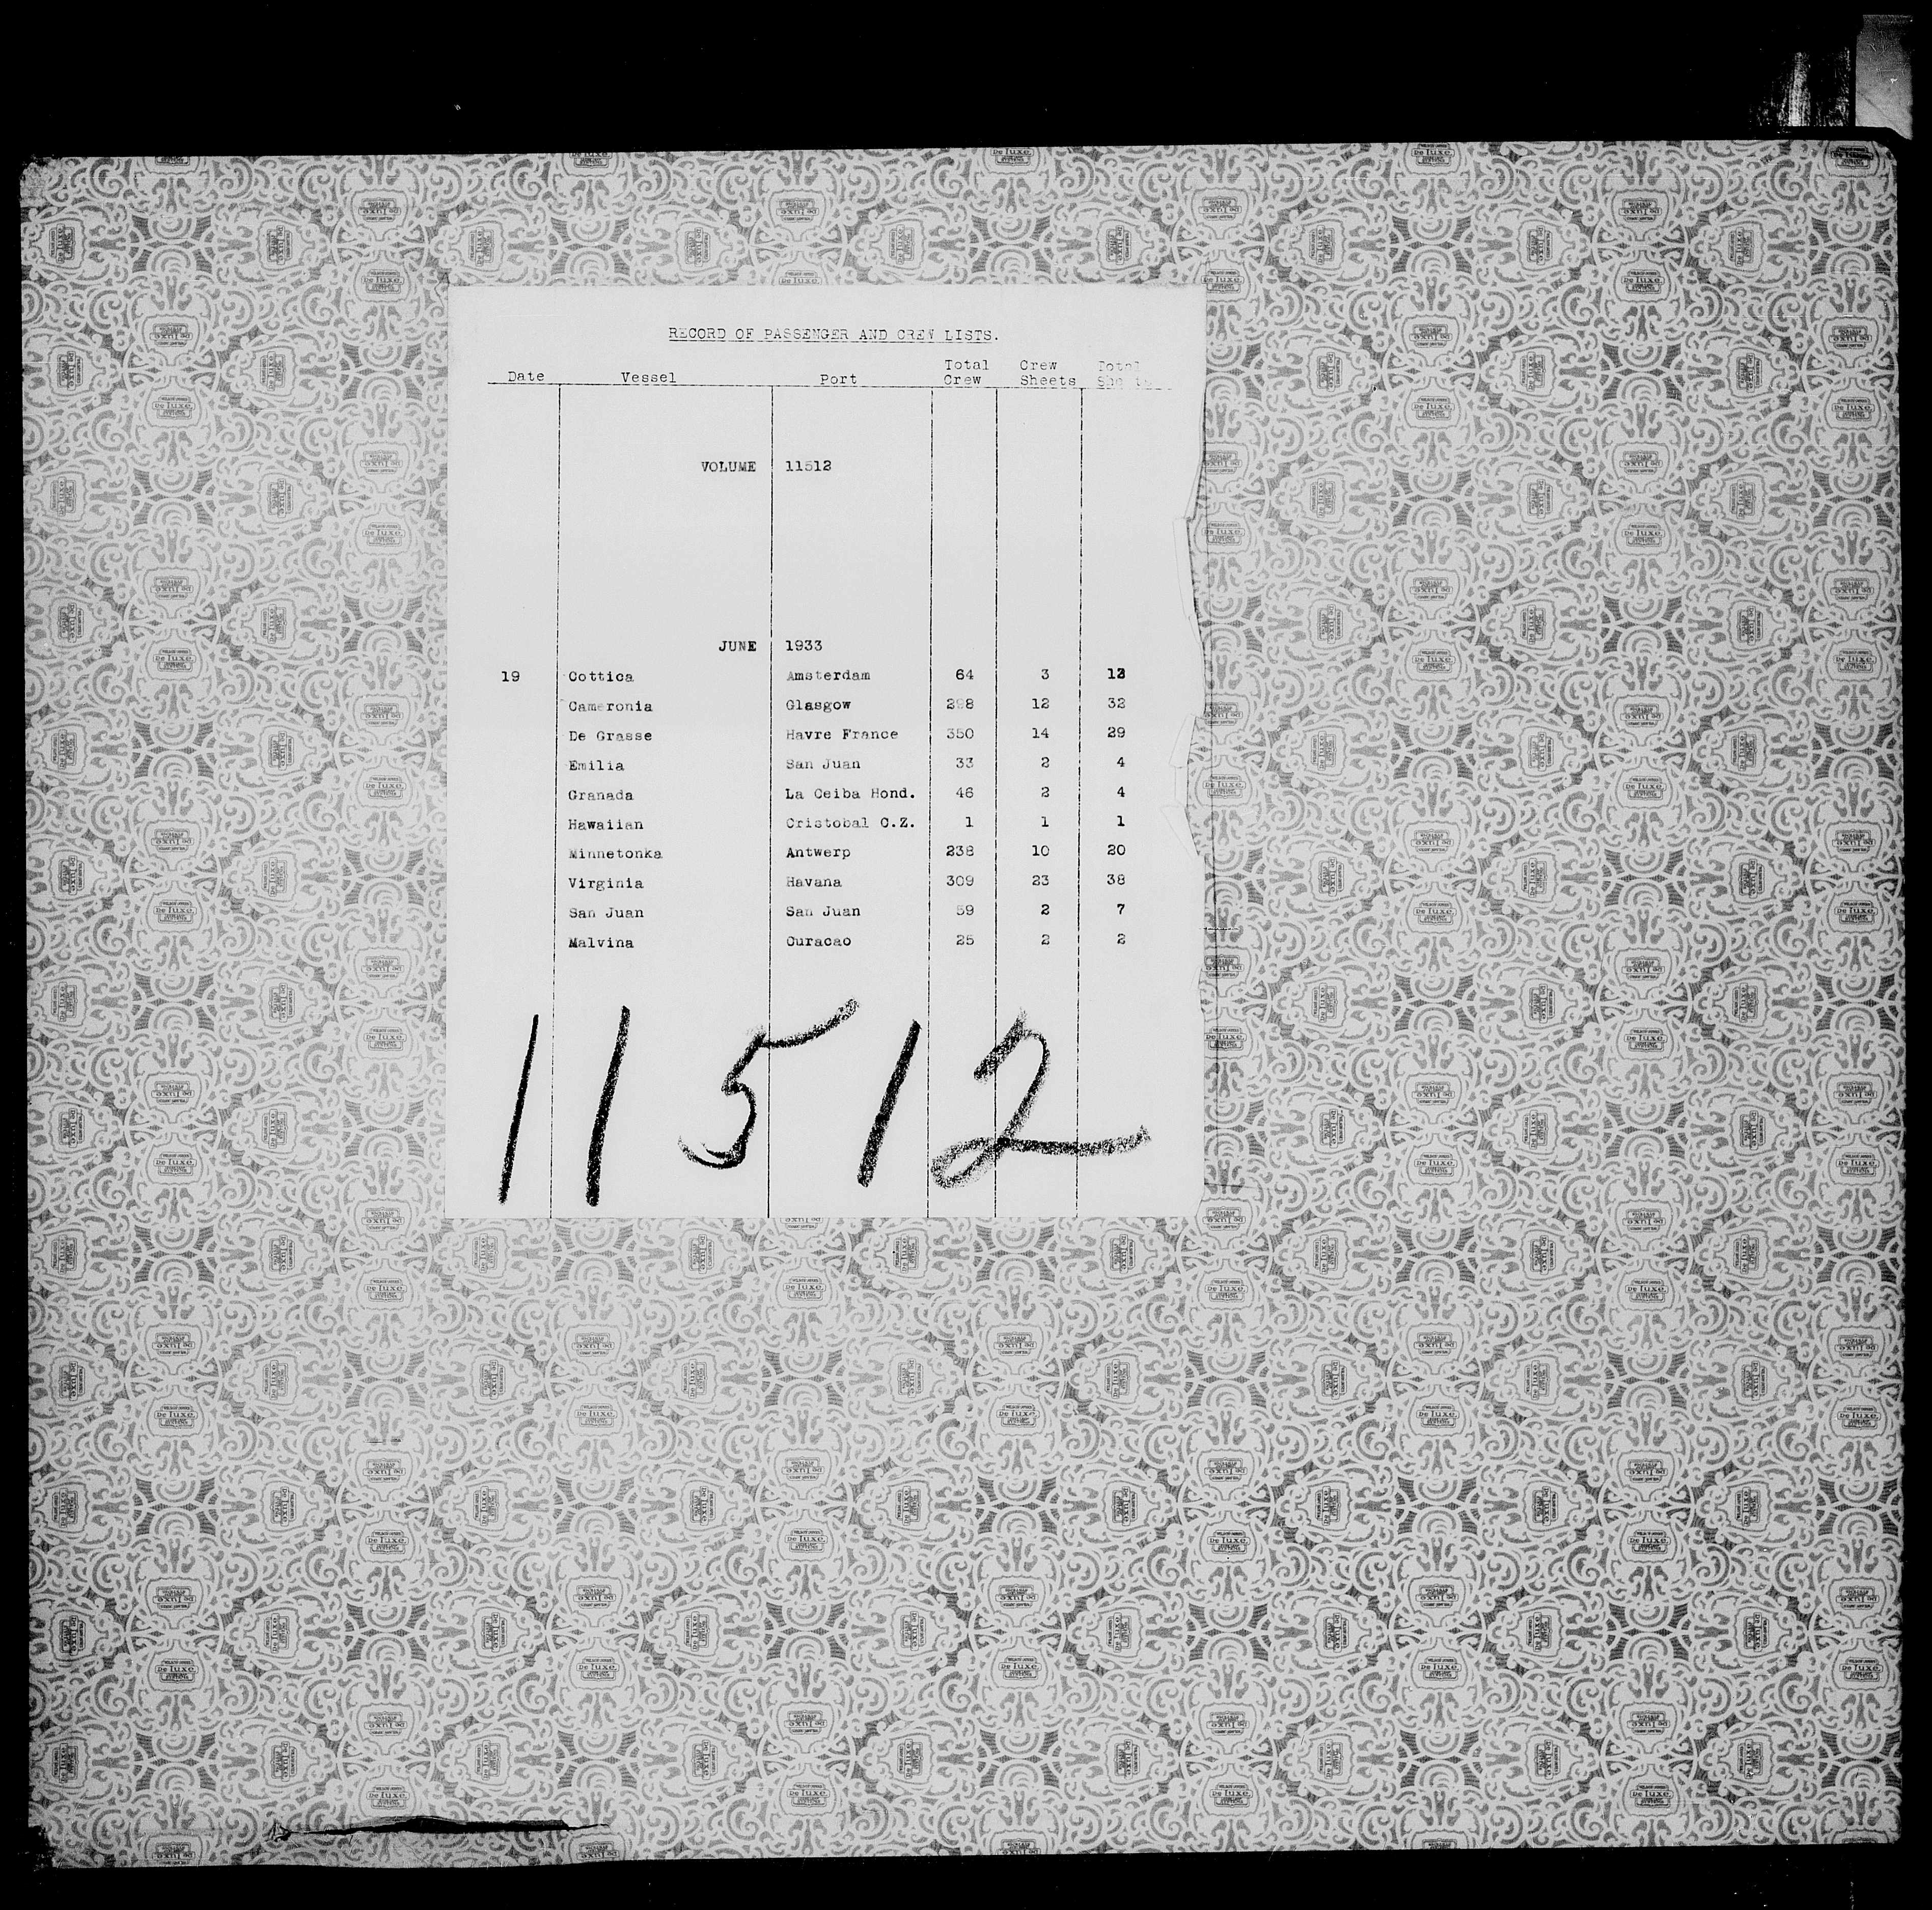 RECORD OF PASSENGER AND CREW LISTS.
Date Vessel Port Total Crew Crew Sheets Total
VOLUME 11512
JUNE 1933
19 Cottica Amsterdam 64 3
Cameronia Glasgow 12 32
De Grasse Havre France 350 14 29
Emilia San Juan 33 2 4
Granada La Ceiba Hond. 46 2 4
Hawaiian Cristobal C.Z. 1 1 1
Minnetonka Antwerp 238 10 20
Virginia Havana 309 23 38
San Juan San Juan 59 2 7
Malvina Curacao 25 2 2
11512
De Luxe